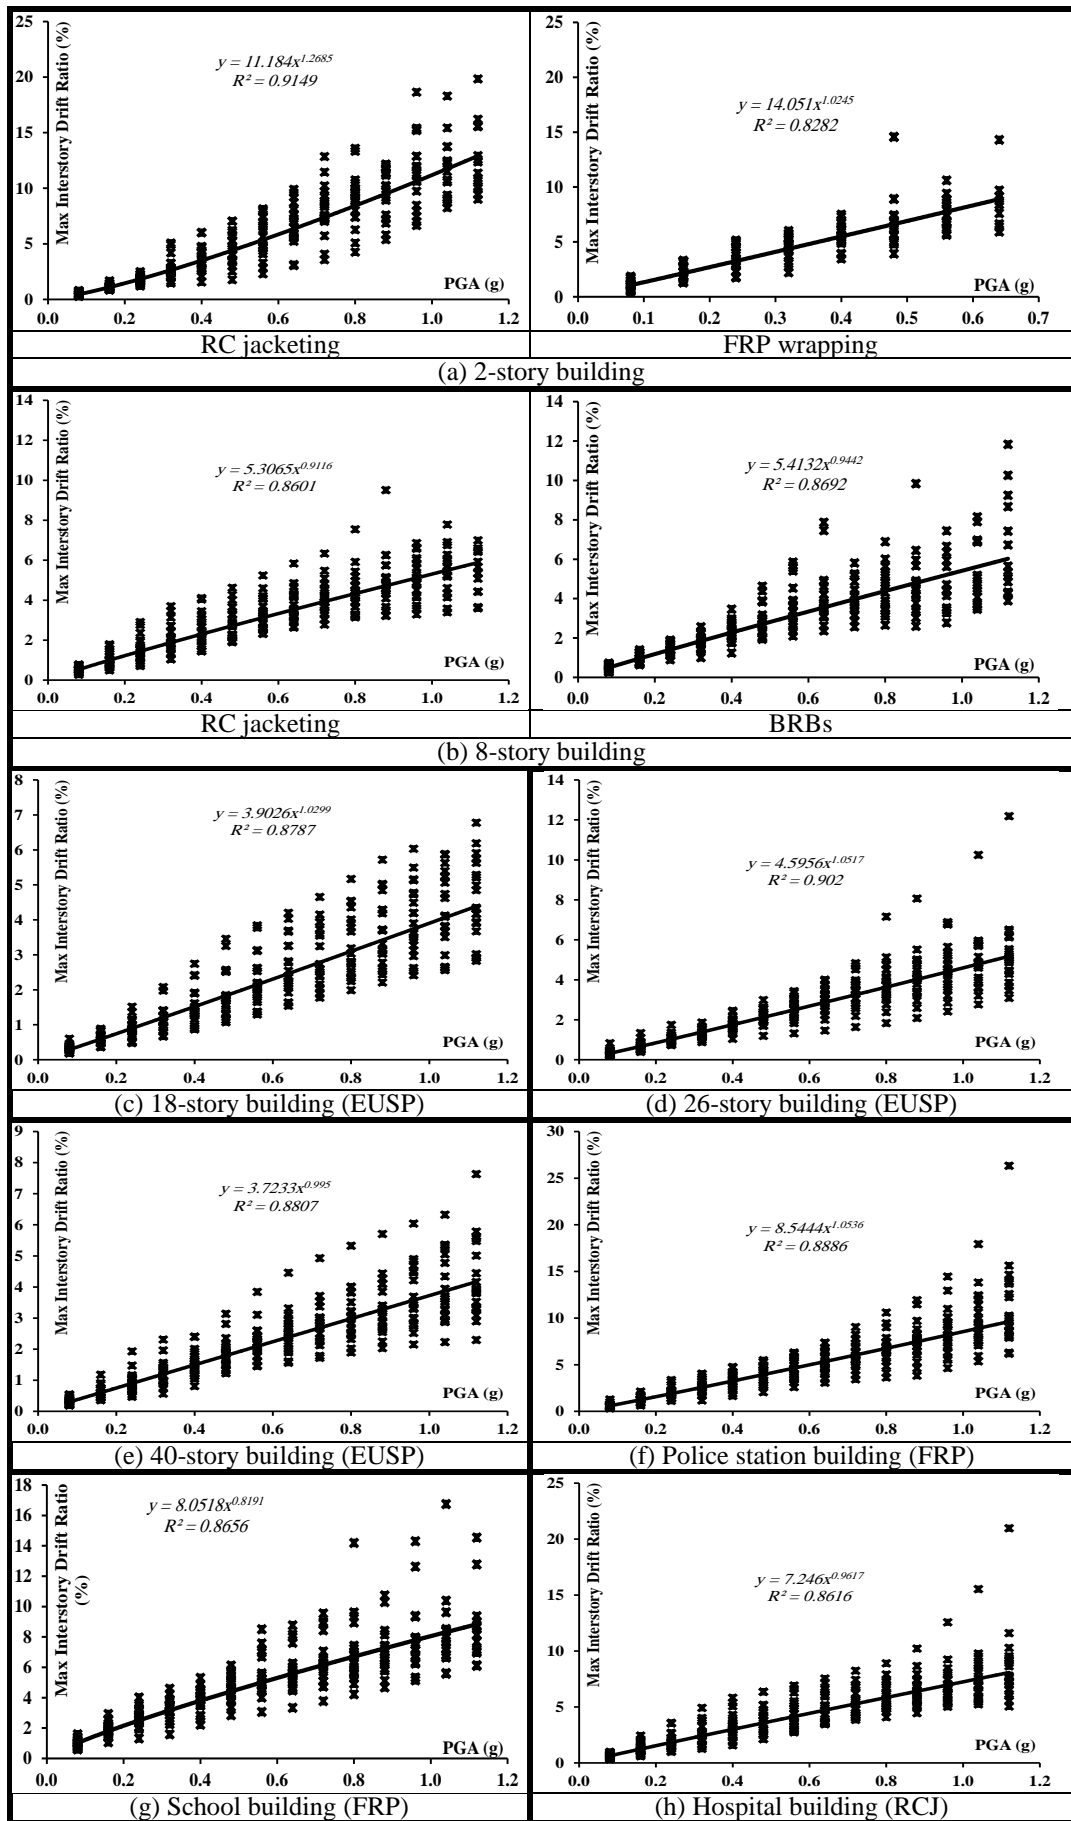 25
20
15
10
5
0
Max Interstory Drift Ratio (%)
y = 11.184x^1.2685
R² = 0.9149
PGA (g)
0.0 0.2 0.4 0.6 0.8 1.0 1.2
RC jacketing
25
20
15
10
5
0
Max Interstory Drift Ratio (%)
y = 14.051x^1.0245
R² = 0.8282
PGA (g)
0.0 0.1 0.2 0.3 0.4 0.5 0.6 0.7
FRP wrapping
(a) 2-story building
14
12
10
8
6
4
2
0
Max Interstory Drift Ratio (%)
y = 5.3065x^0.9116
R² = 0.8601
PGA (g)
0.0 0.2 0.4 0.6 0.8 1.0 1.2
RC jacketing
14
12
10
8
6
4
2
0
Max Interstory Drift Ratio (%)
y = 5.4132x^0.9442
R² = 0.8692
PGA (g)
0.0 0.2 0.4 0.6 0.8 1.0 1.2
BRBs
(b) 8-story building
8
7
6
5
4
3
2
1
0
Max Interstory Drift Ratio (%)
y = 3.9026x^1.0299
R² = 0.8787
PGA (g)
0.0 0.2 0.4 0.6 0.8 1.0 1.2
(c) 18-story building (EUSP)
14
12
10
8
6
4
2
0
Max Interstory Drift Ratio (%)
y = 4.5956x^1.0517
R² = 0.902
PGA (g)
0.0 0.2 0.4 0.6 0.8 1.0 1.2
(d) 26-story building (EUSP)
9
8
7
6
5
4
3
2
1
0
Max Interstory Drift Ratio (%)
y = 3.7233x^0.995
R² = 0.8807
PGA (g)
0.0 0.2 0.4 0.6 0.8 1.0 1.2
(e) 40-story building (EUSP)
30
25
20
15
10
5
0
Max Interstory Drift Ratio (%)
y = 8.5444x^1.0536
R² = 0.8886
PGA (g)
0.0 0.2 0.4 0.6 0.8 1.0 1.2
(f) Police station building (FRP)
18
16
14
12
10
8
6
4
2
0
Max Interstory Drift Ratio
(%)
y = 8.0518x^0.8191
R² = 0.8656
PGA (g)
0.0 0.2 0.4 0.6 0.8 1.0 1.2
(g) School building (FRP)
25
20
15
10
5
0
Max Interstory Drift Ratio (%)
y = 7.246x^0.9617
R² = 0.8616
PGA (g)
0.0 0.2 0.4 0.6 0.8 1.0 1.2
(h) Hospital building (RCJ)